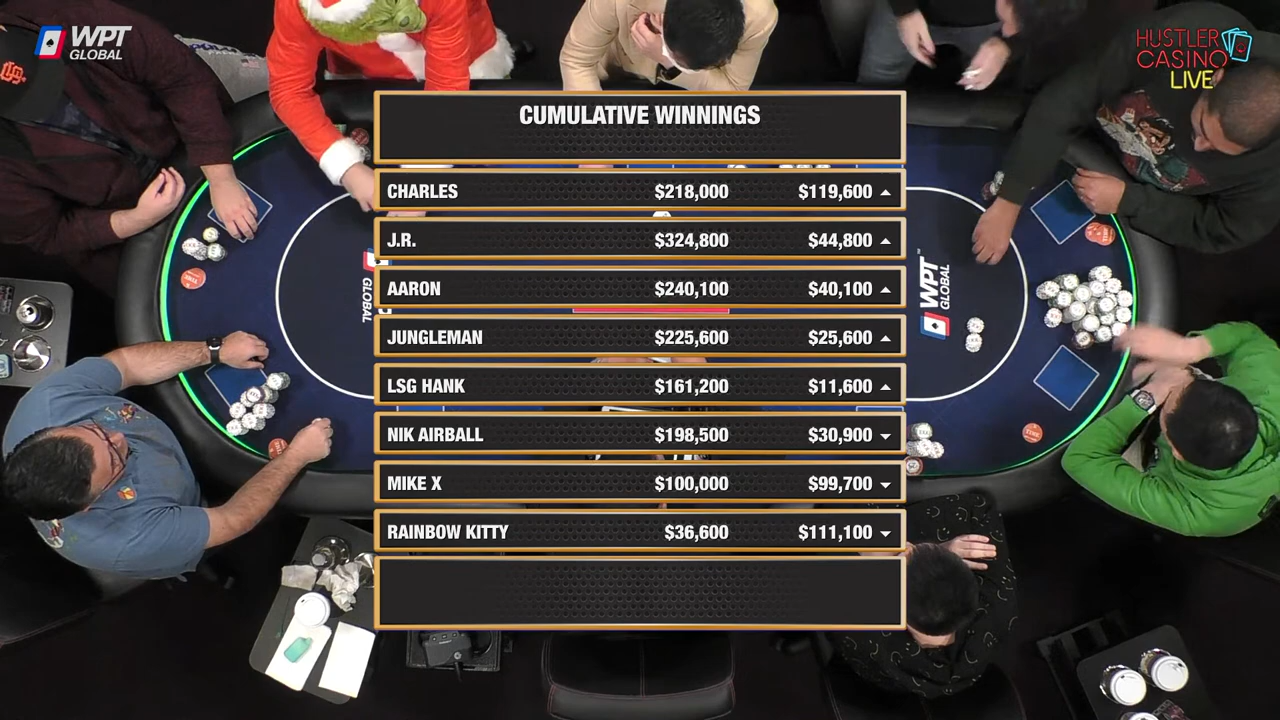 WPT
GLOBAL
HUSTLER
CASINO
LIVE
CUMULATIVE WINNINGS
CHARLES $218,000 $119,600
J.R. $324,800 $44,800
AARON $240,100 $40,100
JUNGLEMAN $225,600 $25,600
LSG HANK $161,200 $11,600
NIK AIRBALL $198,500 $30,900
MIKE X $100,000 $99,700
RAINBOW KITTY $36,600 $111,100
GLOBAL
WPT
GLOBAL